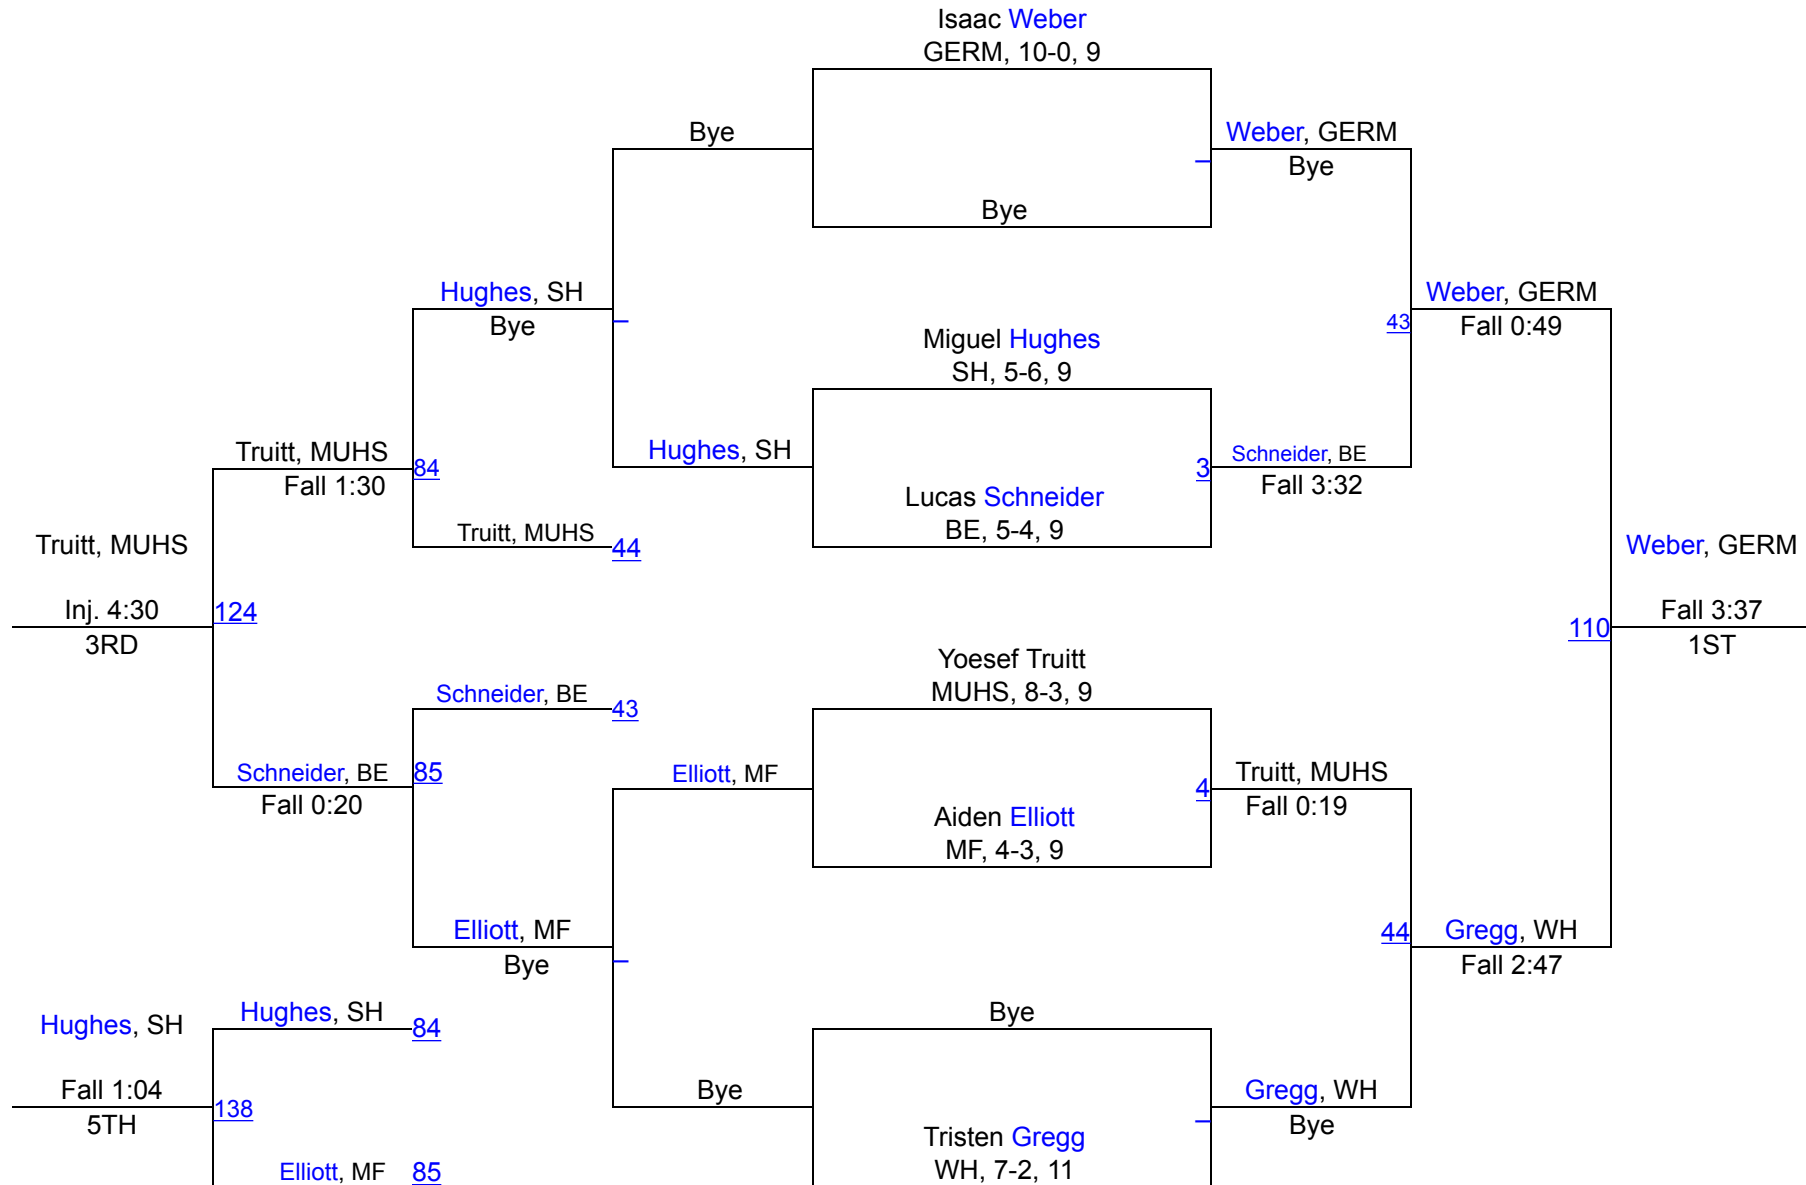 Isaac Weber
GERM, 10-0, 9
Bye
Weber, GERM
Bye
Bye
Hughes, SH
Bye
Weber, GERM
43
Fall 0:49
Miguel Hughes
SH, 5-6, 9
Truitt, MUHS
84
Fall 1:30
Hughes, SH
3
Schneider, BE
Fall 3:32
Lucas Schneider
BE, 5-4, 9
Truitt, MUHS
44
Truitt, MUHS
Weber, GERM
Inj. 4:30
124
3RD
Fall 3:37
110
1ST
Yoesef Truitt
MUHS, 8-3, 9
Schneider, BE
43
Schneider, BE
85
Fall 0:20
Elliott, MF
4
Truitt, MUHS
Fall 0:19
Aiden Elliott
MF, 4-3, 9
Elliott, MF
Bye
44
Gregg, WH
Fall 2:47
Hughes, SH
Hughes, SH
84
Bye
Fall 1:04
138
5TH
Bye
Gregg, WH
Bye
Tristen Gregg
WH, 7-2, 11
Elliott, MF
85